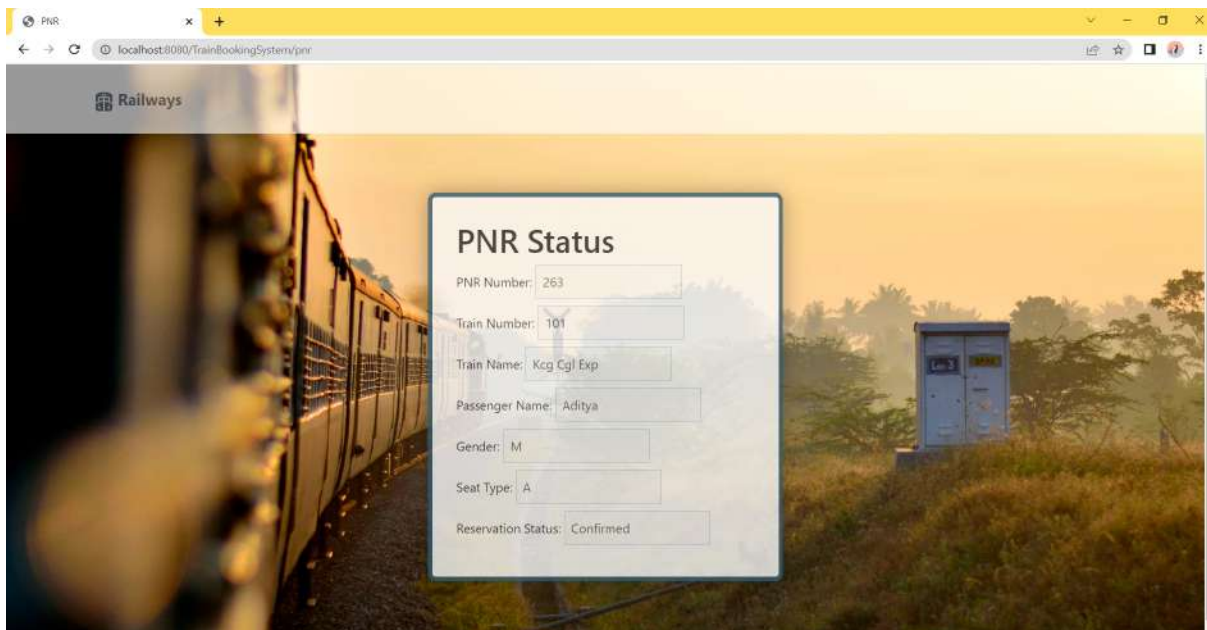 PNR
localhost:8080/TrainBookingSystem/pnr
Railways
PNR Status
PNR Number: 263
Train Number: 101
Train Name: Kcg Cgl Exp
Passenger Name: Aditya
Gender: M
Seat Type: A
Reservation Status: Confirmed